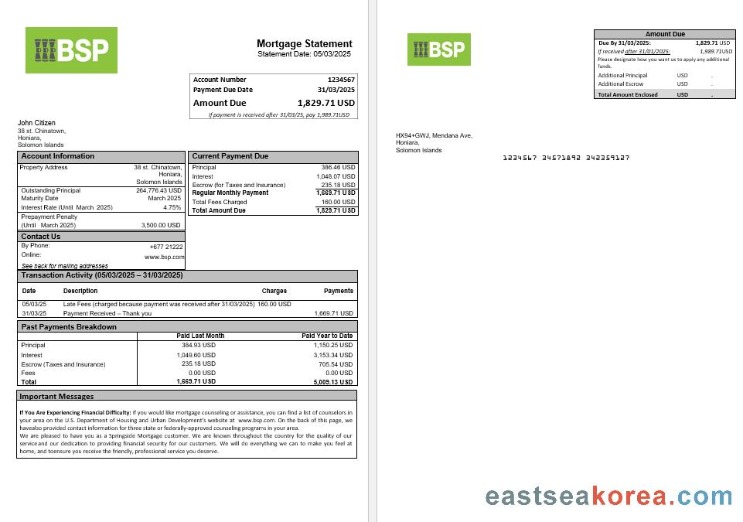 BSP
Mortgage Statement
Statement Date: 05/03/2025
Account Number 1234567
Payment Due Date 31/03/2025
Amount Due 1,829.71 USD
If payment is received after 31/03/25, pay 1,989.71USD
John Citizen
38 st. Chinatown,
Honiara,
Solomon Islands
Account Information
Property Address 38 st. Chinatown,
Honiara,
Solomon Islands
Outstanding Principal 264,776.43 USD
Maturity Date March 2025
Interest Rate (Until March 2025) 4.75%
Prepayment Penalty
(Until March 2025) 3,500.00 USD
Contact Us
By Phone: +677 21222
Online: www.bsp.com
See back for mailing addresses
Current Payment Due
Principal 386.46 USD
Interest 1,048.07 USD
Escrow (for Taxes and Insurance) 235.18 USD
Regular Monthly Payment 1,669.71 USD
Total Fees Charged 160.00 USD
Total Amount Due 1,829.71 USD
Transaction Activity (05/03/2025 – 31/03/2025)
Date Description Charges Payments
05/03/25 Late Fees (charged because payment was received after 31/03/2025) 160.00 USD
31/03/25 Payment Received – Thank you 1,669.71 USD
Past Payments Breakdown
Paid Last Month Paid Year to Date
Principal 384.93 USD 1,150.25 USD
Interest 1,049.60 USD 3,153.34 USD
Escrow (Taxes and Insurance) 235.18 USD 705.54 USD
Fees 0.00 USD 0.00 USD
Total 1,669.71 USD 5,009.13 USD
Important Messages
If You Are Experiencing Financial Difficulty: If you would like mortgage counseling or assistance, you can find a list of counselors in
your area on the U.S. Department of Housing and Urban Development's website at www.bsp.com. On the back of this page, we
havealso provided contact information for three state or federally-approved counseling programs in your area.
We are pleased to have you as a Springside Mortgage customer. We are known throughout the country for the quality of our
serviceand our dedication to providing financial security for our customers. We will do everything we can to make you feel at
home, and toensure you receive the friendly, professional service you deserve.
BSP
Amount Due
Due By 31/03/2025: 1,829.71 USD
If received after 31/01/2025: 1,989.71 USD
Please designate how you want us to apply any additional
funds.
Additional Principal USD .
Additional Escrow USD .
Total Amount Enclosed USD .
HX94+GWJ, Mendana Ave,
Honiara,
Solomon Islands
1234567 34571892 342359127
eastseakorea.com